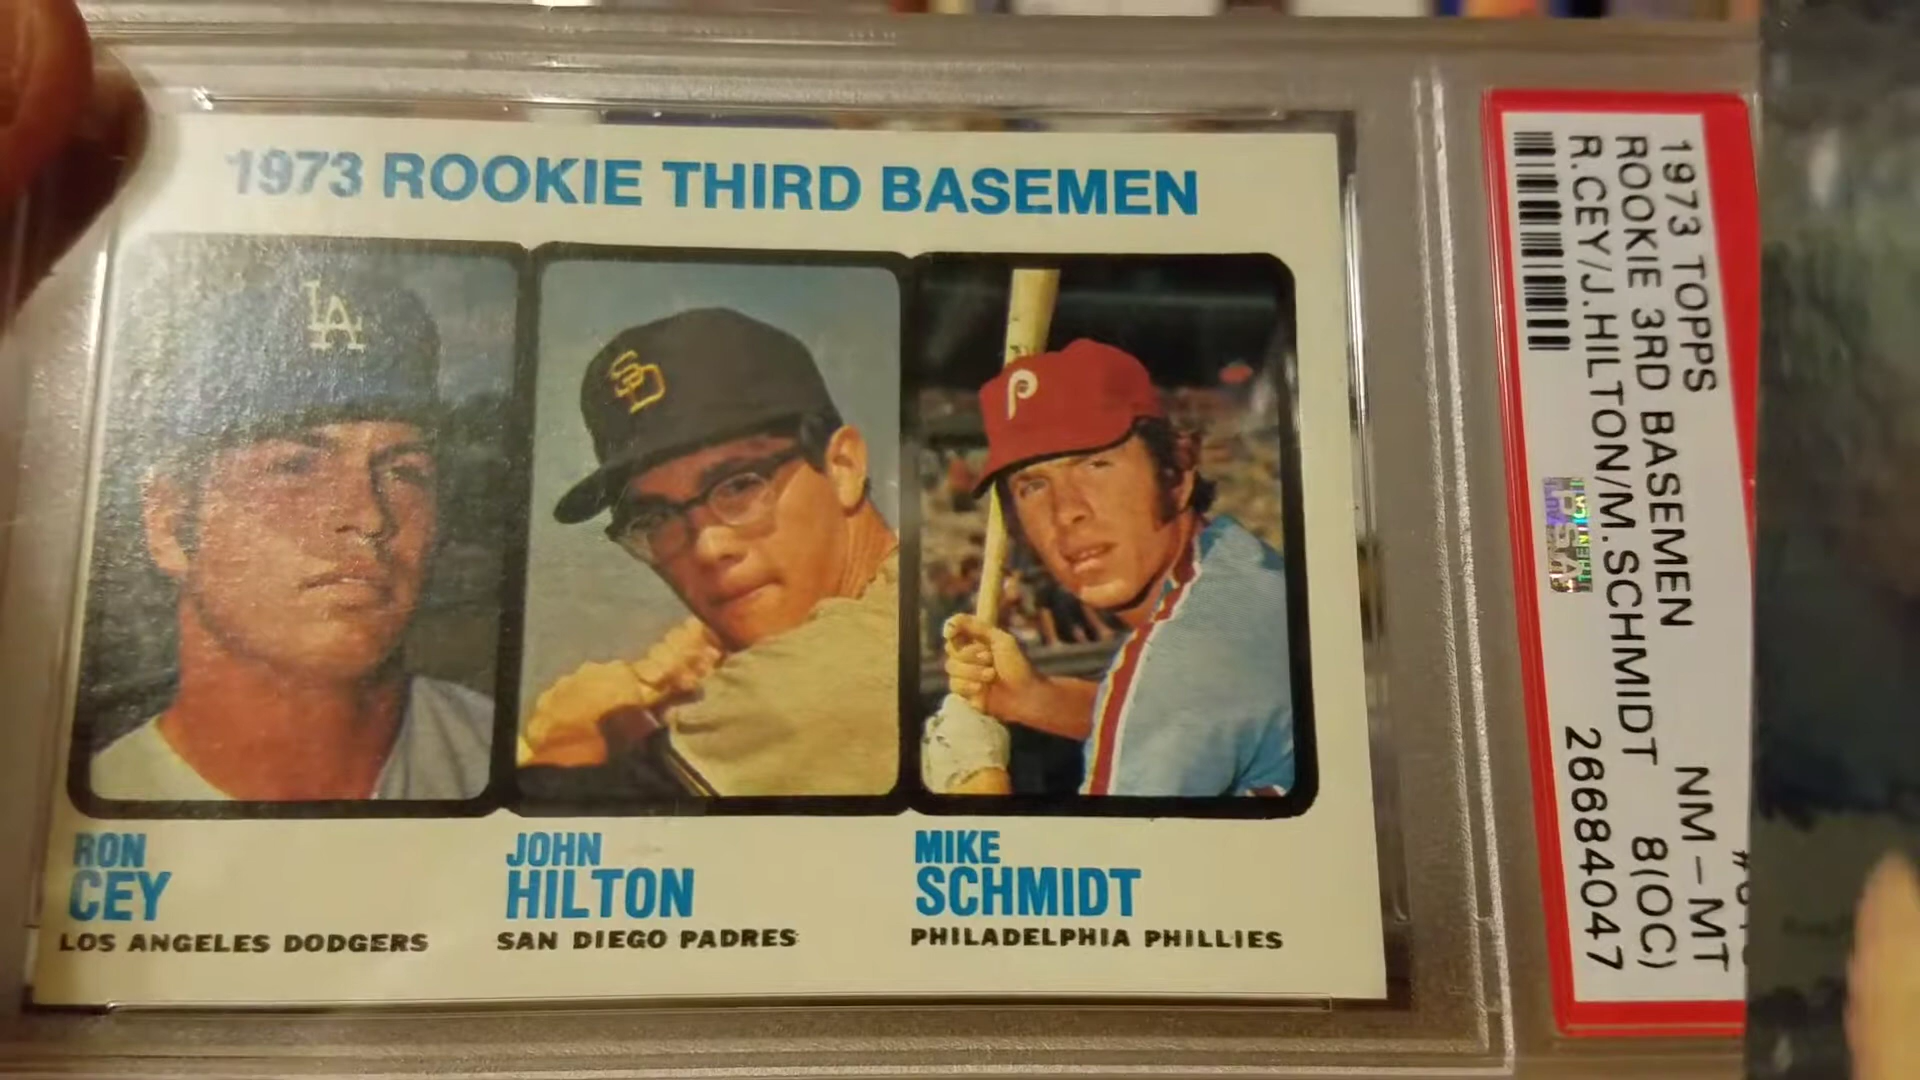 1973 ROOKIE THIRD BASEMEN
LA
SD
P
RON
CEY
LOS ANGELES DODGERS
JOHN
HILTON
SAN DIEGO PADRES
MIKE
SCHMIDT
PHILADELPHIA PHILLIES
1973 TOPPS
ROOKIE 3RD BASEMEN NM-MT
R.CEY/J.HILTON/M.SCHMIDT 8(OC)
26684047
PSA